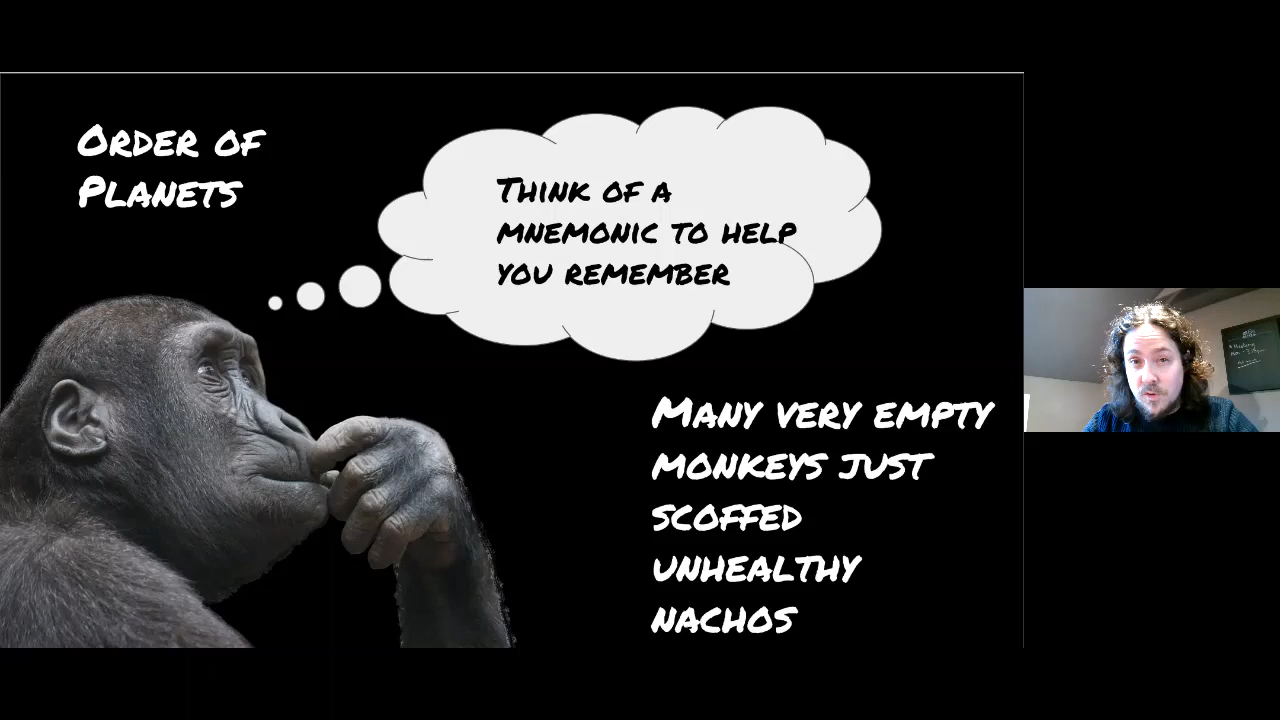 Order of
Planets
Think of a
mnemonic to help
you remember
Many very empty
monkeys just
scoffed
unhealthy
nachos